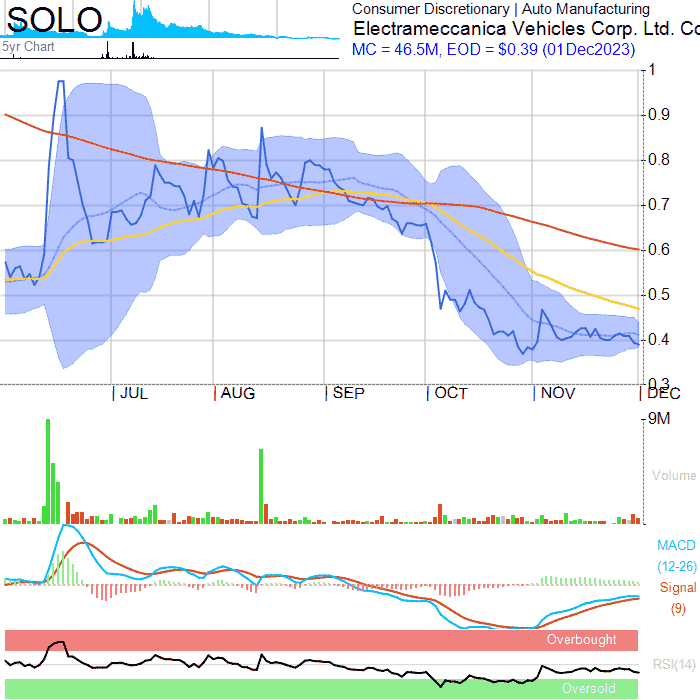 SOLO
5yr Chart
Consumer Discretionary | Auto Manufacturing
Electrameccanica Vehicles Corp. Ltd. Co
MC = 46.5M, EOD = $0.39 (01Dec2023)
1
0.9
0.8
0.7
0.6
0.5
0.4
0.3
JUL
AUG
SEP
OCT
NOV
DEC
9M
Volume
MACD
(12-26)
Signal
(9)
Overbought
RSI(14)
Oversold